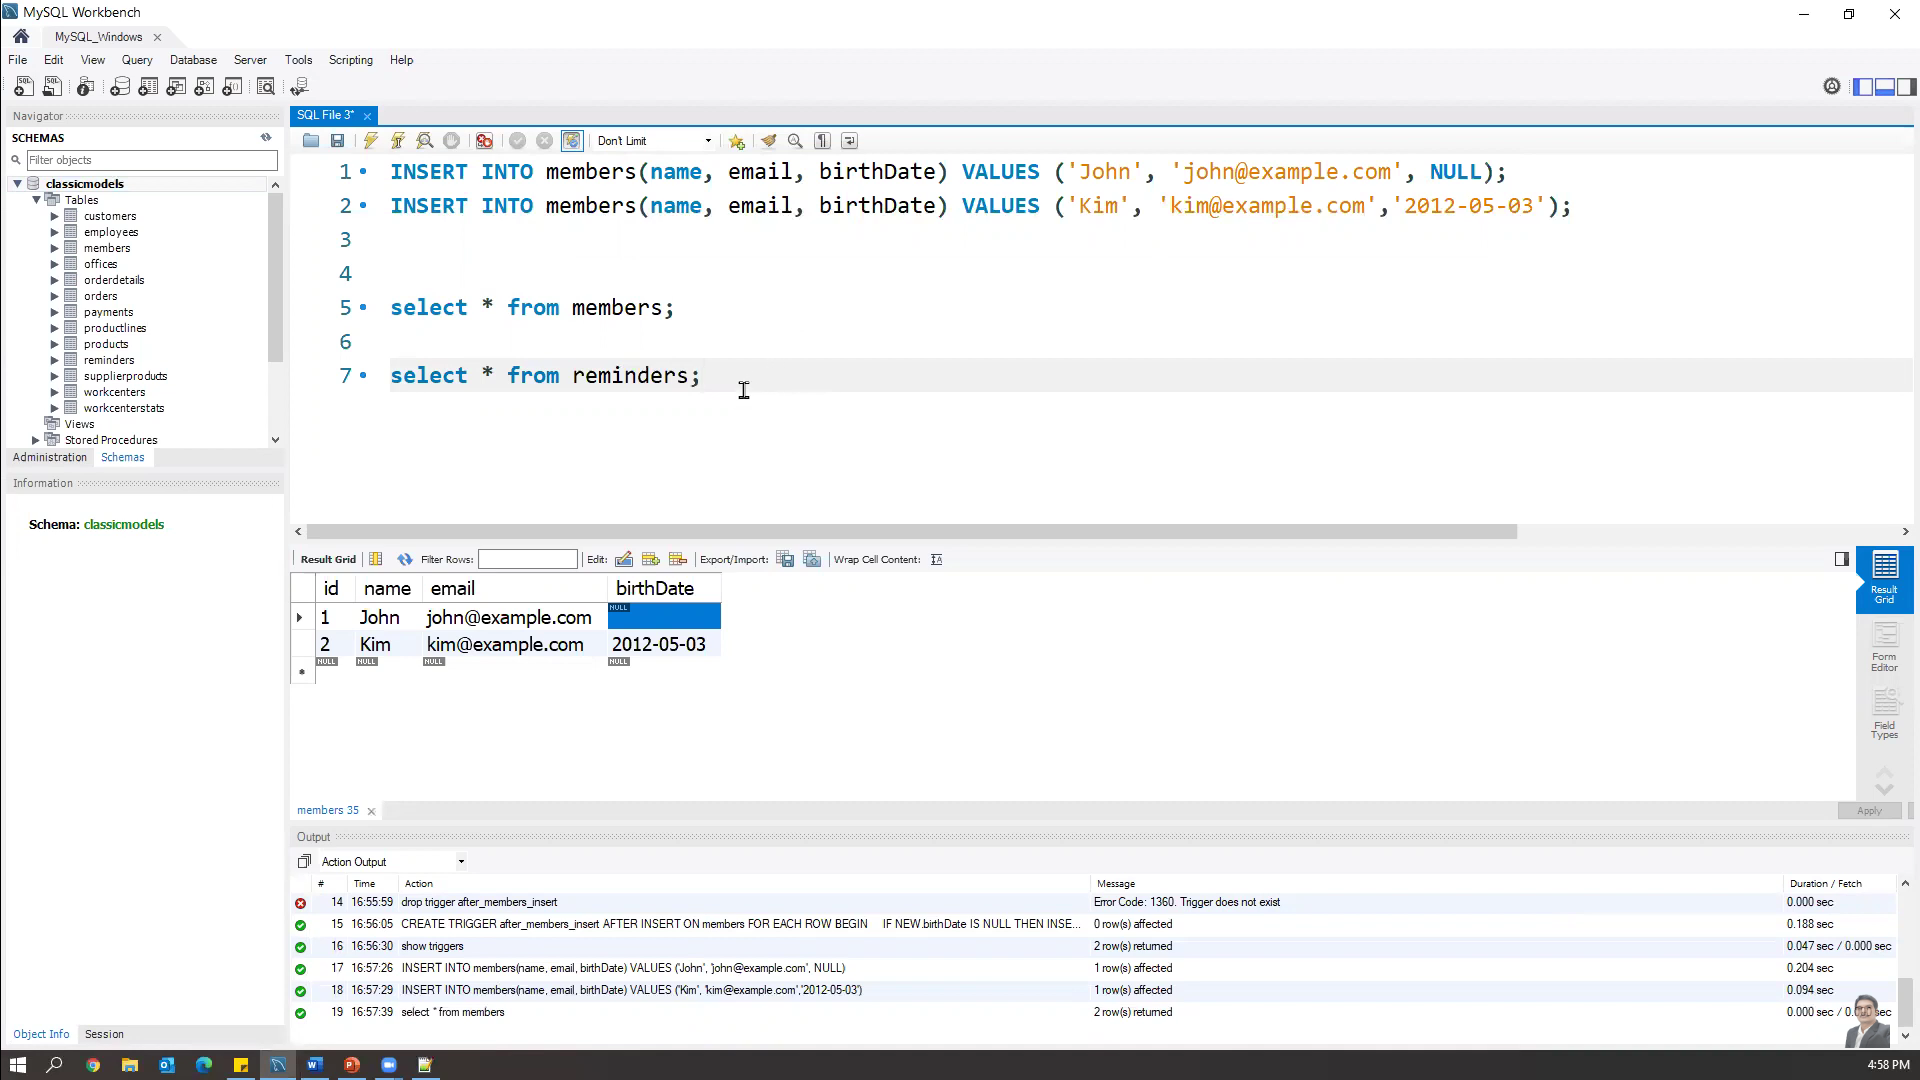 MySQL Workbench
MySQL_Windows
File Edit View Query Database Server Tools Scripting Help
Navigator
SCHEMAS
Filter objects
classicmodels
Tables
customers
employees
members
offices
orderdetails
orders
payments
productlines
products
reminders
supplierproducts
workcenters
workcenterstats
Views
Stored Procedures
Administration Schemas
Information
Schema: classicmodels
Object Info Session
SQL File 3*
Don't Limit
1 INSERT INTO members(name, email, birthDate) VALUES ('John', 'john@example.com', NULL);
2 INSERT INTO members(name, email, birthDate) VALUES ('Kim', 'kim@example.com','2012-05-03');
3
4
5 select * from members;
6
7 select * from reminders;
Result Grid Filter Rows: Edit: Export/Import: Wrap Cell Content:
id name email birthDate
1 John john@example.com NULL
2 Kim kim@example.com 2012-05-03
NULL NULL NULL NULL
Result
Grid
Form
Editor
Field
Types
members 35
Apply
Output
Action Output
# Time Action Message Duration / Fetch
14 16:55:59 drop trigger after_members_insert Error Code: 1360. Trigger does not exist 0.000 sec
15 16:56:05 CREATE TRIGGER after_members_insert AFTER INSERT ON members FOR EACH ROW BEGIN IF NEW.birthDate IS NULL THEN INSE... 0 row(s) affected 0.188 sec
16 16:56:30 show triggers 2 row(s) returned 0.047 sec / 0.000 sec
17 16:57:26 INSERT INTO members(name, email, birthDate) VALUES ('John', 'john@example.com', NULL) 1 row(s) affected 0.204 sec
18 16:57:29 INSERT INTO members(name, email, birthDate) VALUES ('Kim', 'kim@example.com','2012-05-03') 1 row(s) affected 0.094 sec
19 16:57:39 select * from members 2 row(s) returned 0.000 sec /
4:58 PM